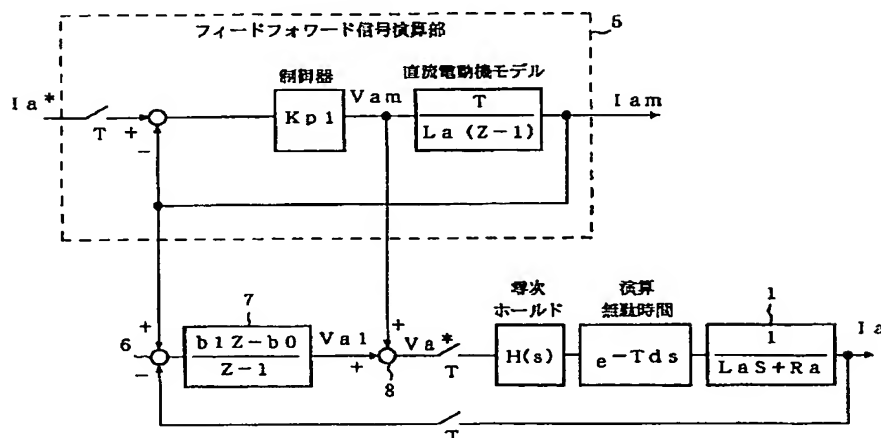 フィードフォワード信号演算部
5
制御器
直流電動機モデル
Ia*
T
+
−
Kp1
Vam
T
La(Z-1)
Iam
7
零次
ホールド
演算
無駄時間
1
+
6
−
b1Z-b0
Z-1
Va1
+
+
8
Va*
T
H(s)
e-Tds
1
LaS+Ra
Ia
T